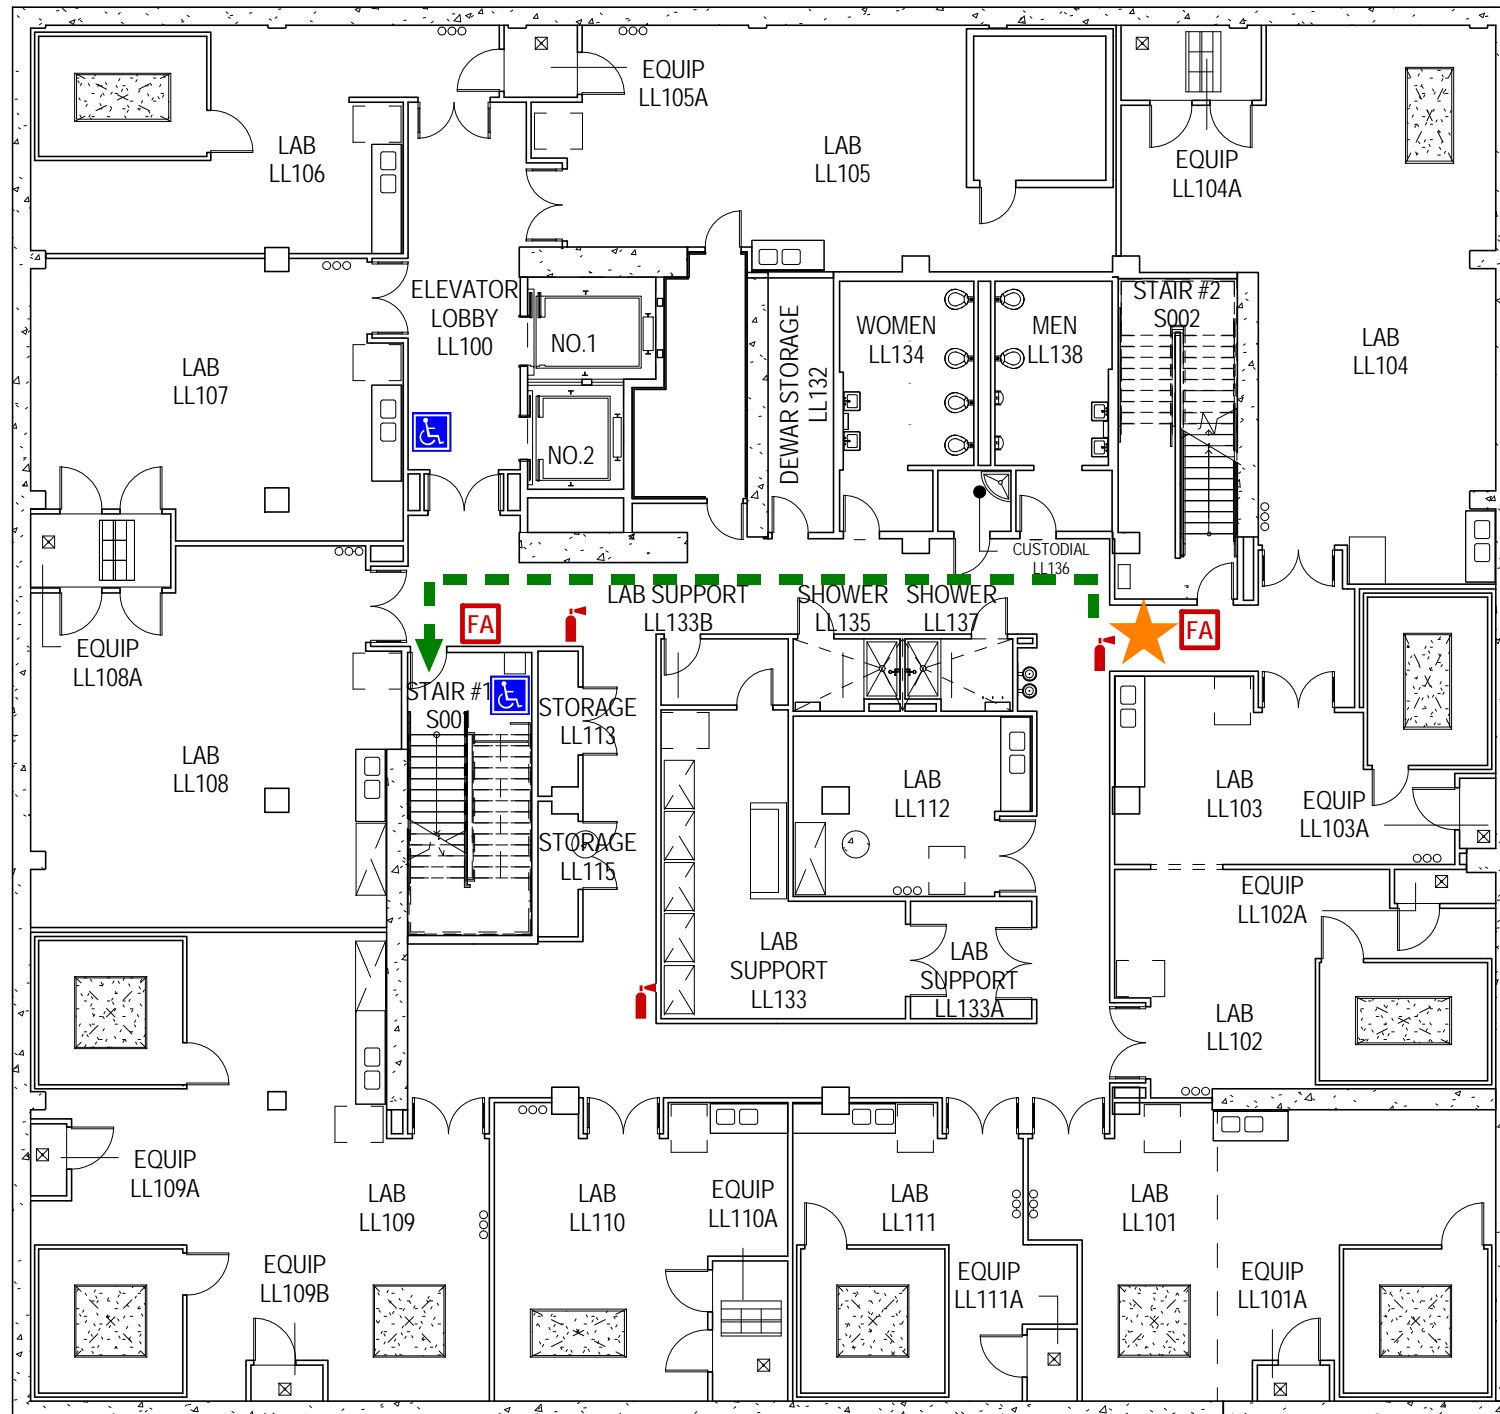 EQUIP
LL105A
LAB
LL106
LAB
LL105
EQUIP
LL104A
ELEVATOR
LOBBY
LL100
NO.1
NO.2
DEWAR STORAGE
LL132
WOMEN
LL134
MEN
LL138
STAIR #2
S002
LAB
LL104
LAB
LL107
CUSTODIAL
LL136
LAB SUPPORT
LL133B
SHOWER
LL135
SHOWER
LL137
FA
FA
EQUIP
LL108A
STAIR #1
S001
STORAGE
LL113
LAB
LL108
LAB
LL112
LAB
LL103
EQUIP
LL103A
STORAGE
LL115
EQUIP
LL102A
LAB
SUPPORT
LL133
LAB
SUPPORT
LL133A
LAB
LL102
EQUIP
LL109A
LAB
LL109
LAB
LL110
EQUIP
LL110A
LAB
LL111
LAB
LL101
EQUIP
LL109B
EQUIP
LL111A
EQUIP
LL101A